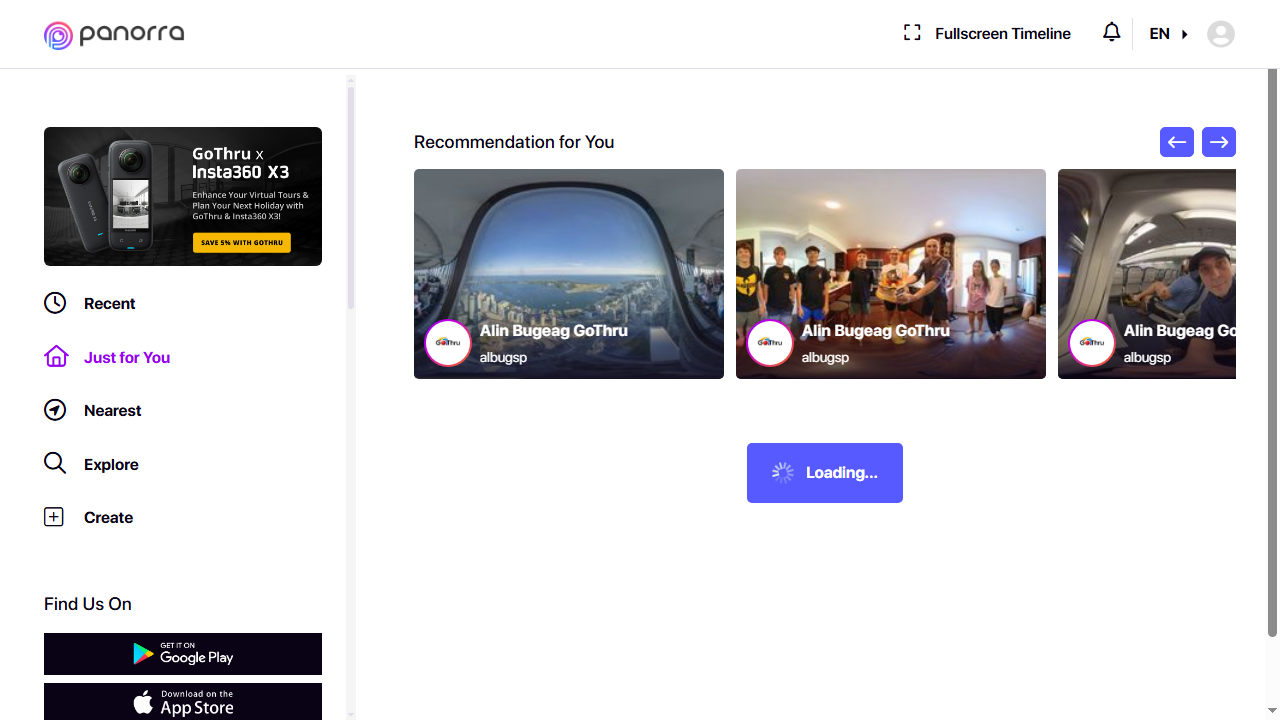 panorra
Fullscreen Timeline
EN
GoThru x
Insta360 X3
Enhance Your Virtual Tours &
Plan Your Next Holiday with
GoThru & Insta360 X3!
SAVE 5% WITH GOTHRU
Recent
Just for You
Nearest
Explore
Create
Find Us On
GET IT ON
Google Play
Download on the
App Store
Recommendation for You
GoThru
Alin Bugeag GoThru
albugsp
GoThru
Alin Bugeag GoThru
albugsp
GoThru
Alin Bugeag Go
albugsp
Loading...